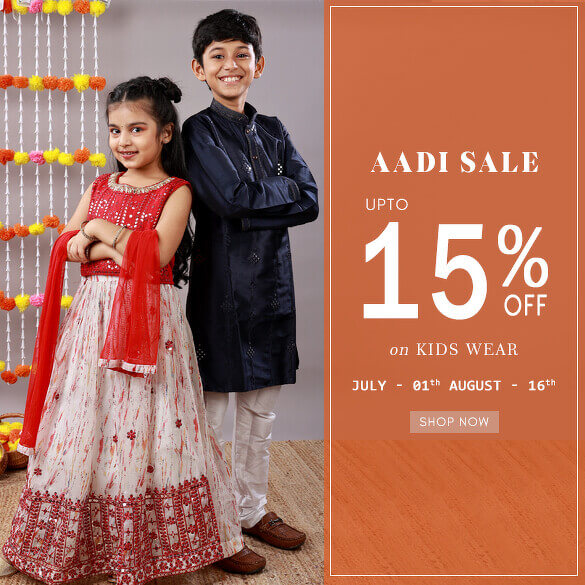 AADI SALE
UPTO
15% OFF
on KIDS WEAR
JULY - 01th AUGUST - 16th
SHOP NOW